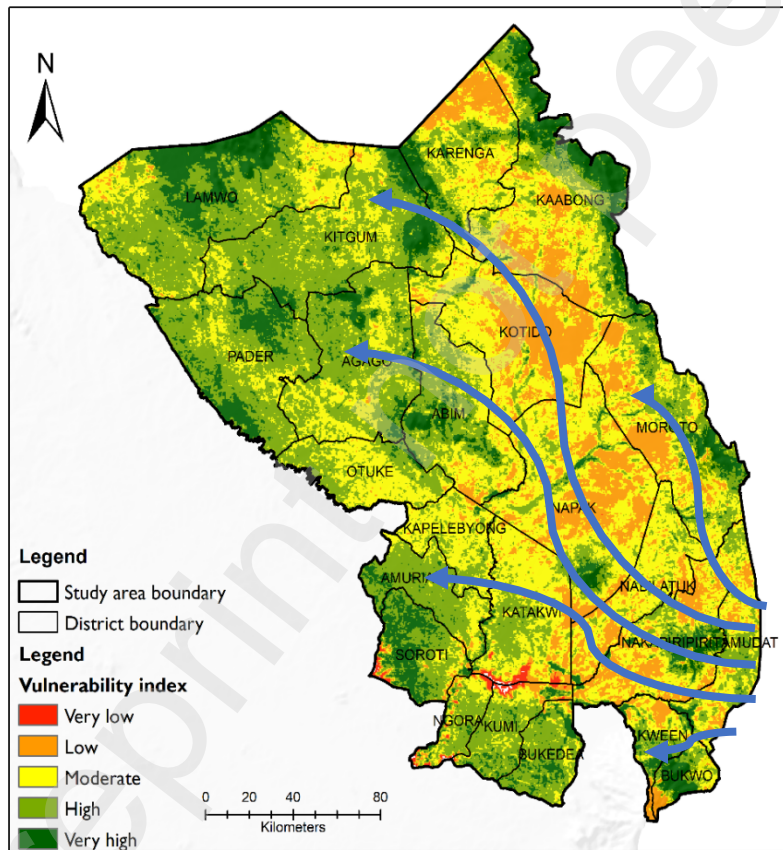 N
KARENGA
LAMWO
KAABONG
KITGUM
KOTIDO
PADER
AGAGO
MOROTO
ABIM
OTUKE
NAPAK
KAPELEBYONG
Legend
Study area boundary
District boundary
AMURIA
NABILATUK
KATAKWI
NAKAPIRIPIRIT
AMUDAT
SOROTI
Legend
Vulnerability index
Very low
Low
Moderate
High
Very high
NGORA
KUMI
BUKEDEA
KWEEN
BUKWO
0 40 80
Kilometers